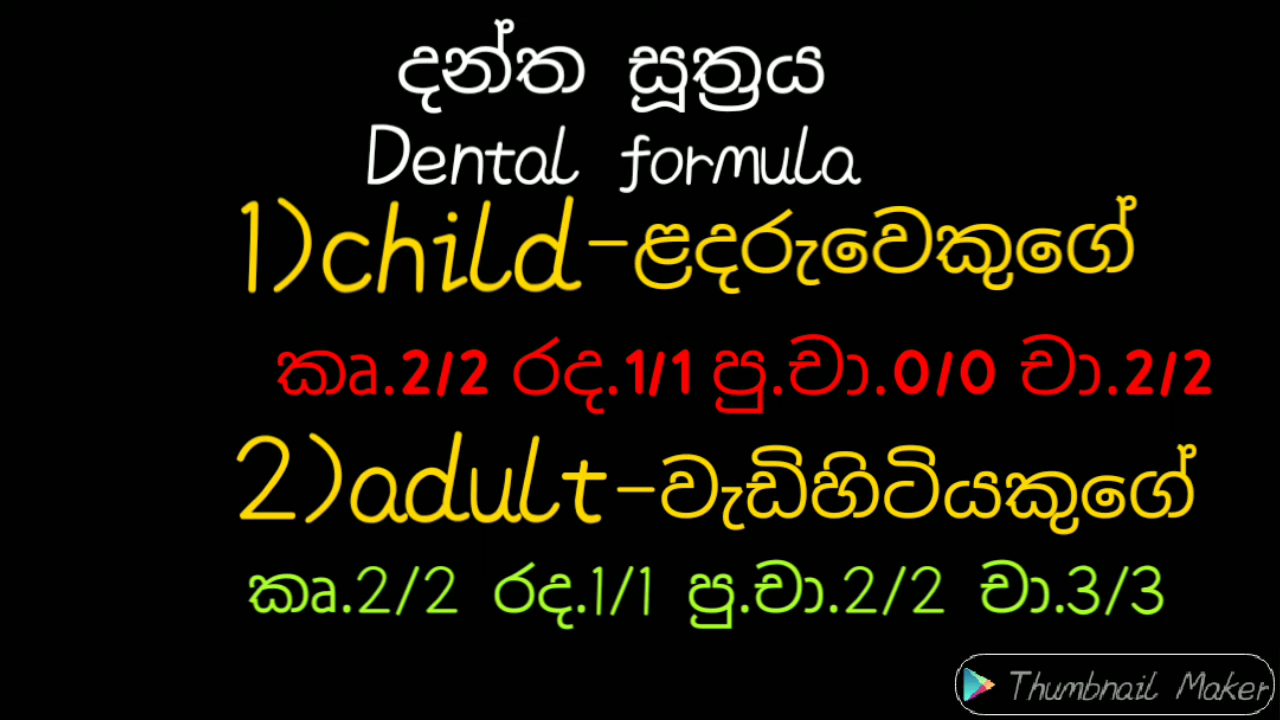 දන්ත සූත්‍රය
Dental formula
1)child-ළදරුවෙකුගේ
කෘ.2/2 රද.1/1 පු.චා.0/0 චා.2/2
2)adult-වැඩිහිටියකුගේ
කෘ.2/2 රද.1/1 පු.චා.2/2 චා.3/3
Thumbnail Maker